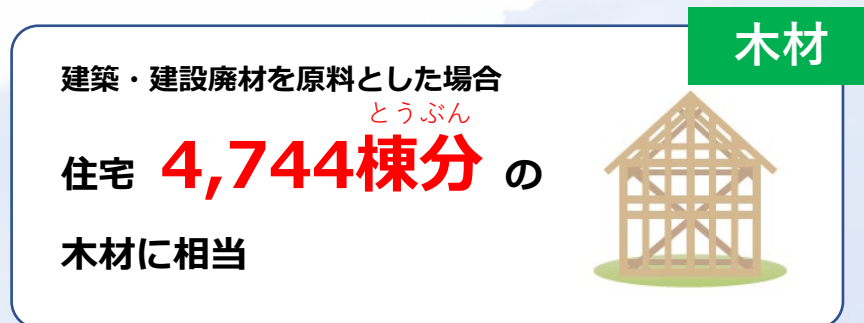 木材
建築・建設廃材を原料とした場合
とうぶん
住宅 4,744棟分 の
木材に相当